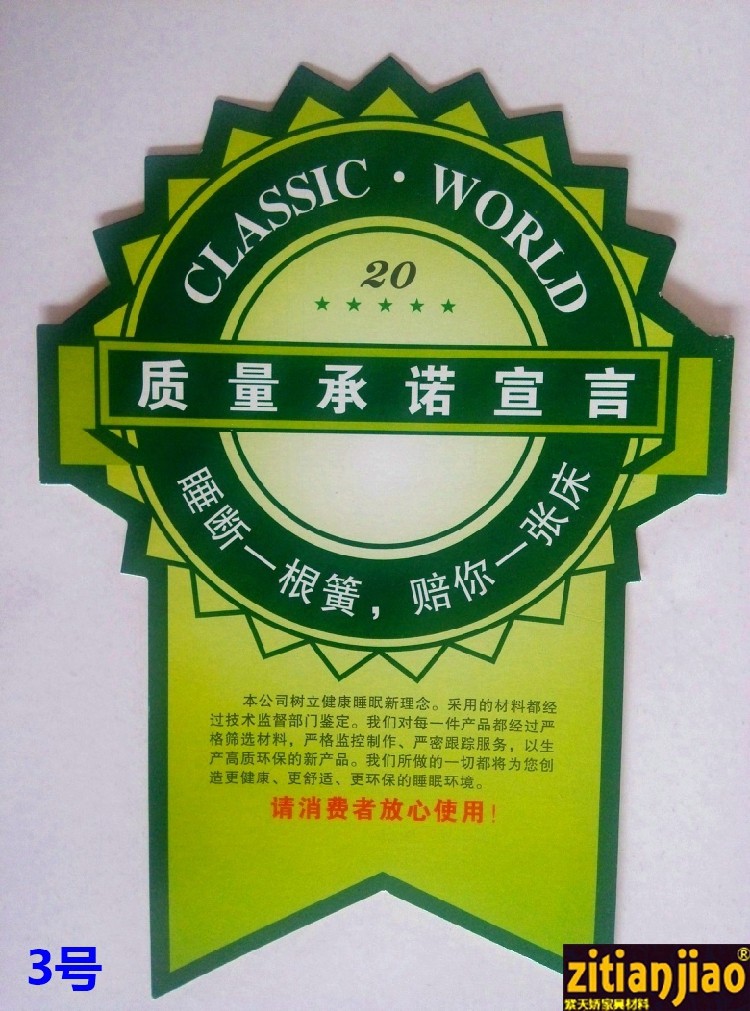 CLASSIC · WORLD
20
★★★★★
质量承诺宣言
睡断一根簧，赔你一张床
本公司树立健康睡眠新理念。采用的材料都经
过技术监督部门鉴定。我们对每一件产品都经过严
格筛选材料，严格监控制作、严密跟踪服务，以生
产高质环保的新产品。我们所做的一切都将为您创
造更健康、更舒适、更环保的睡眠环境。
请消费者放心使用！
3号
zitianjiao®
紫天娇家具材料